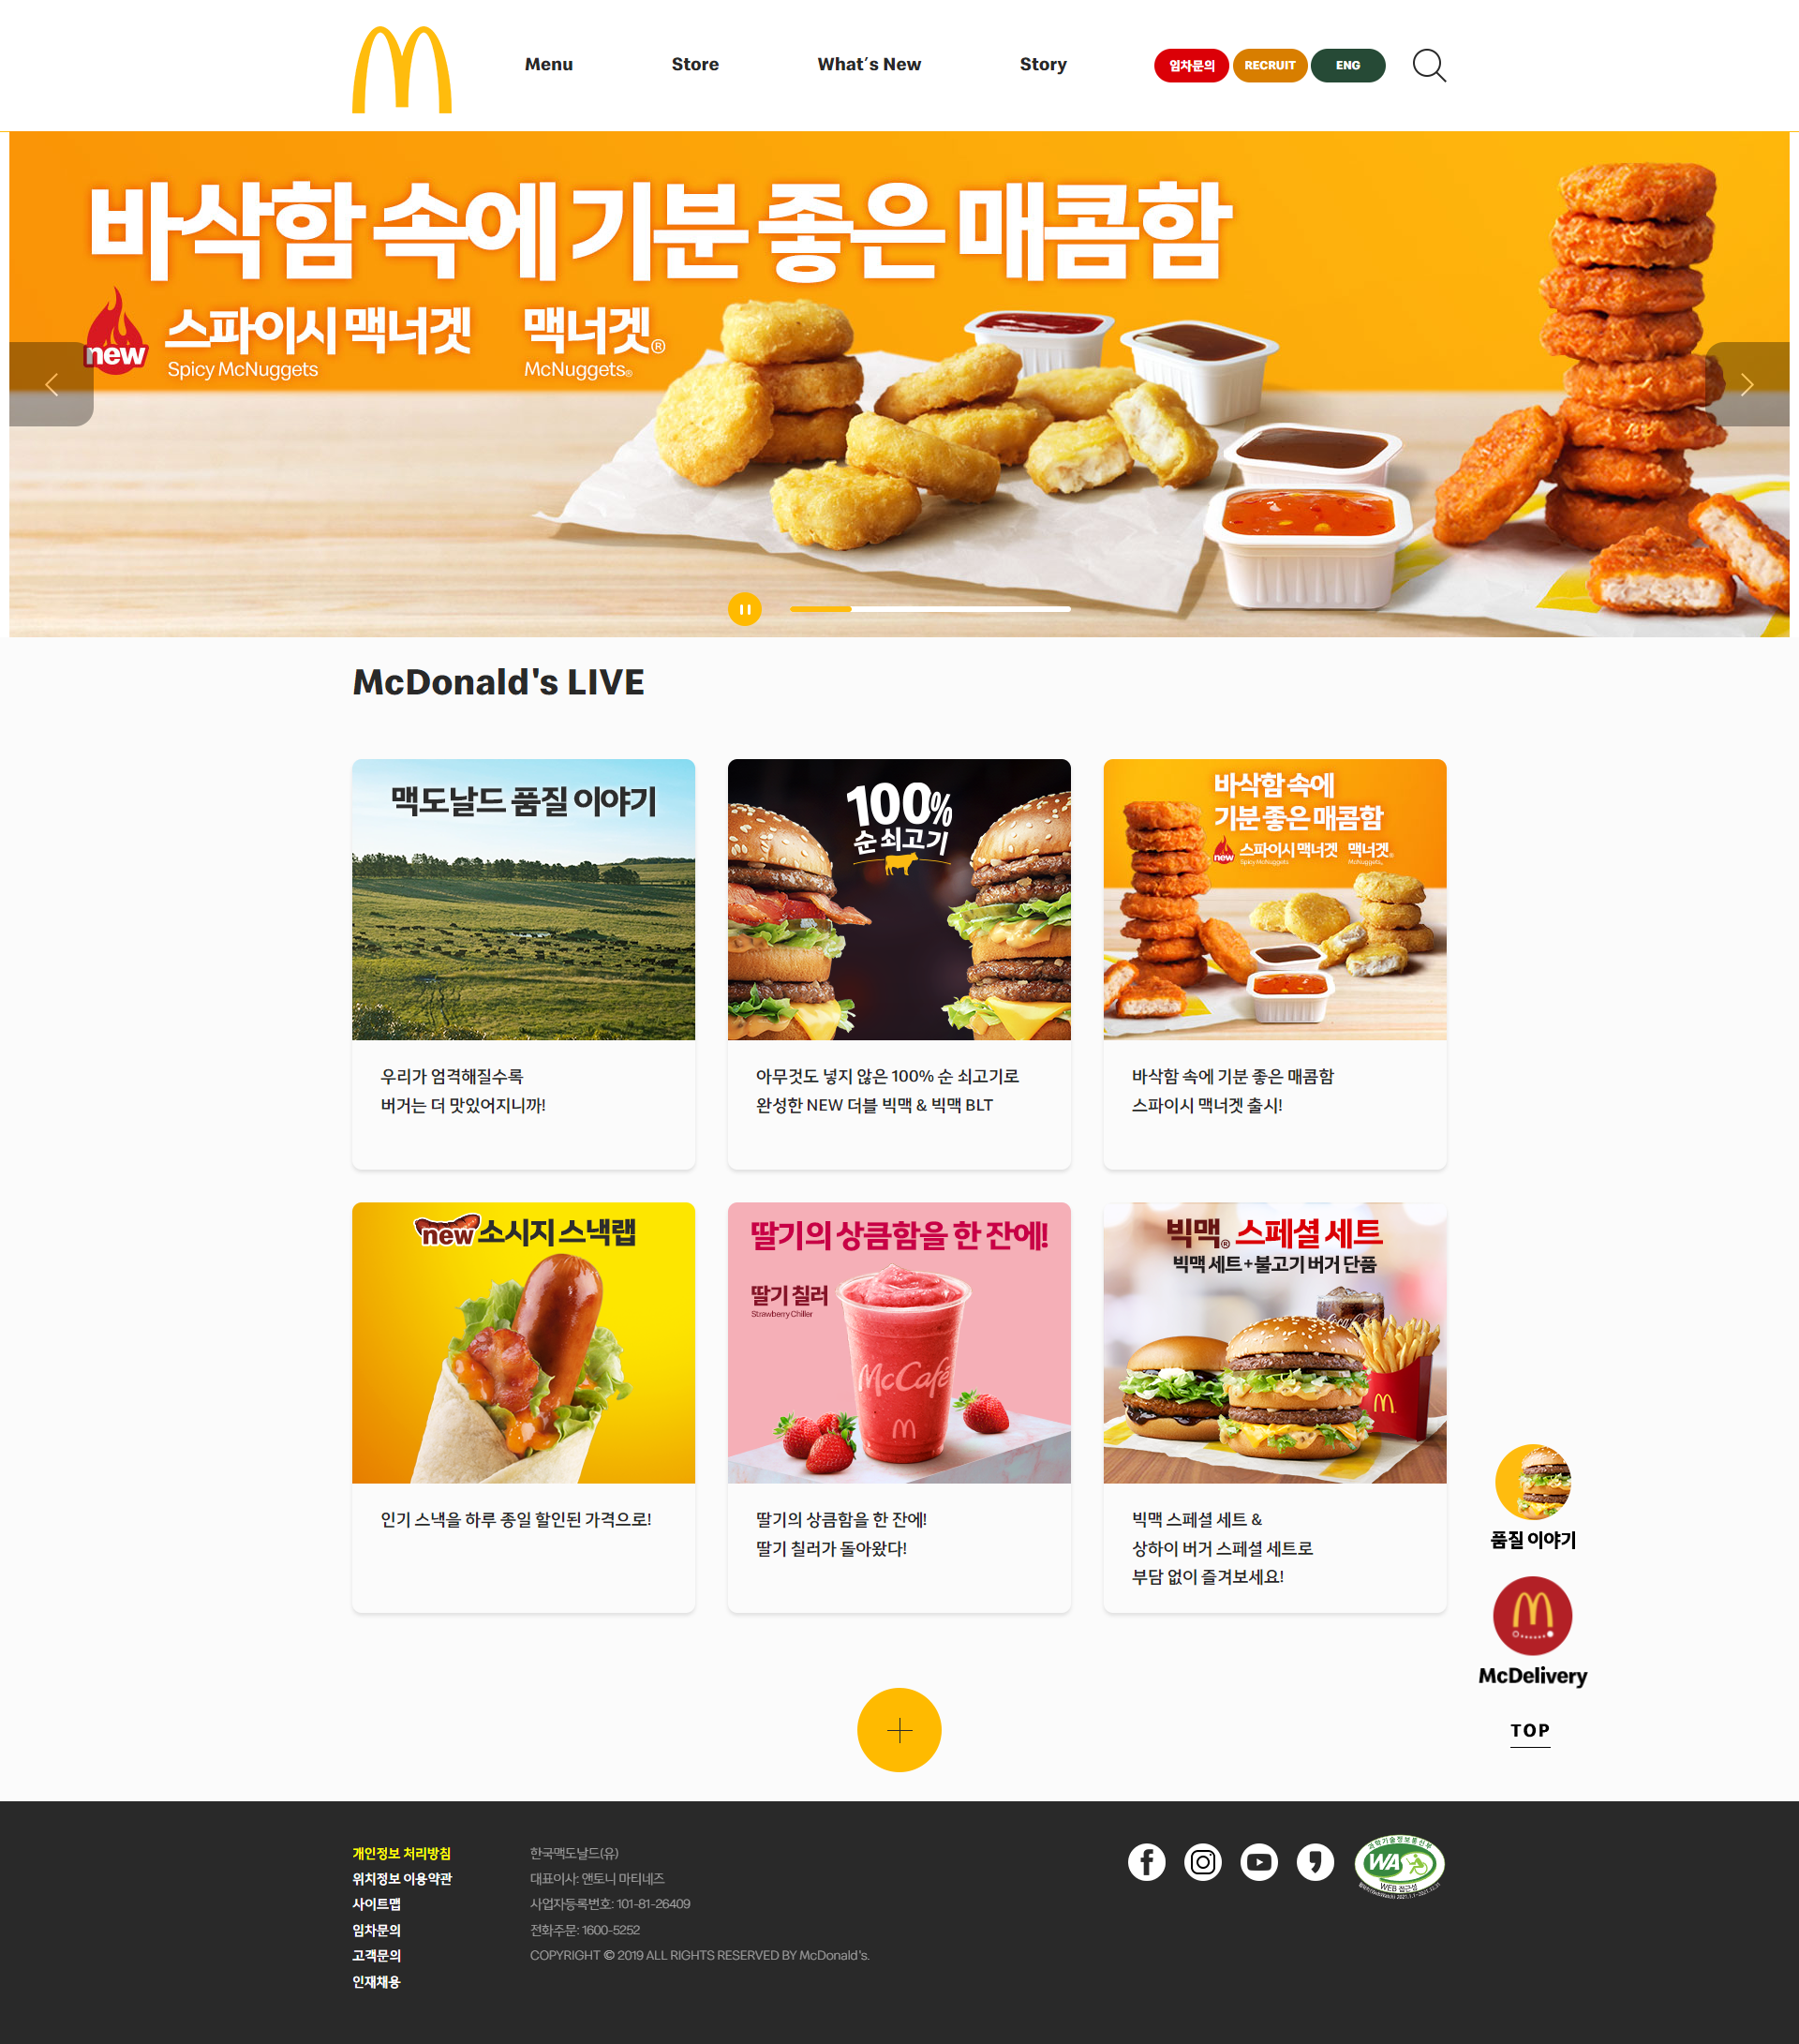 Menu
Store
What's New
Story
임차문의
RECRUIT
ENG
바삭함 속에 기분 좋은 매콤함
new
스파이시 맥너겟
Spicy McNuggets
맥너겟®
McNuggets®
McDonald's LIVE
맥도날드 품질 이야기
우리가 엄격해질수록
버거는 더 맛있어지니까!
100%
순 쇠고기
아무것도 넣지 않은 100% 순 쇠고기로
완성한 NEW 더블 빅맥 & 빅맥 BLT
바삭함 속에
기분 좋은 매콤함
new 스파이시 맥너겟 맥너겟®
Spicy McNuggets McNuggets®
바삭함 속에 기분 좋은 매콤함
스파이시 맥너겟 출시!
new 소시지 스낵랩
인기 스낵을 하루 종일 할인된 가격으로!
딸기의 상큼함을 한 잔에!
딸기 칠러
Strawberry Chiller
McCafé
딸기의 상큼함을 한 잔에!
딸기 칠러가 돌아왔다!
빅맥® 스페셜 세트
빅맥 세트+불고기 버거 단품
Coca-Cola
빅맥 스페셜 세트 &
상하이 버거 스페셜 세트로
부담 없이 즐겨보세요!
품질 이야기
McDelivery
TOP
개인정보 처리방침
위치정보 이용약관
사이트맵
임차문의
고객문의
인재채용
한국맥도날드(유)
대표이사: 앤토니 마티네즈
사업자등록번호: 101-81-26409
전화주문: 1600-5252
COPYRIGHT © 2019 ALL RIGHTS RESERVED BY McDonald's.
과학기술정보통신부
WA
WEB 접근성